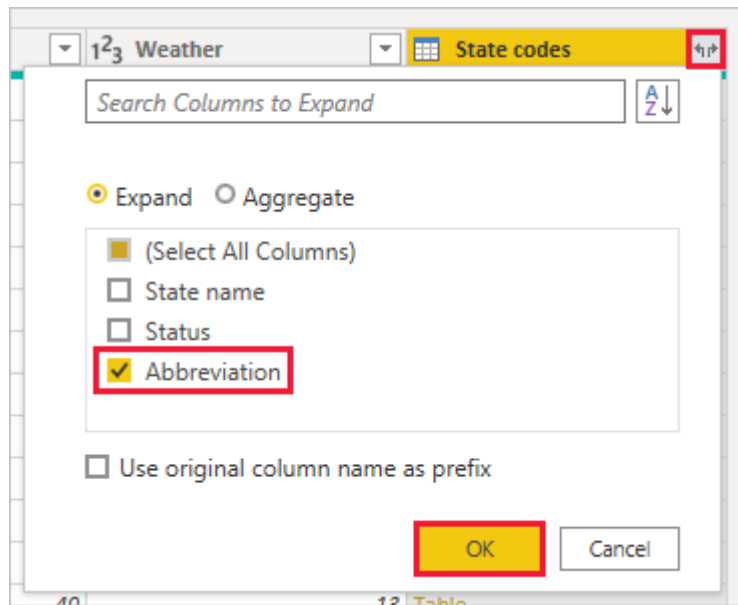 1²3 Weather State codes
Search Columns to Expand A Z
Expand Aggregate
(Select All Columns)
State name
Status
Abbreviation
Use original column name as prefix
OK Cancel